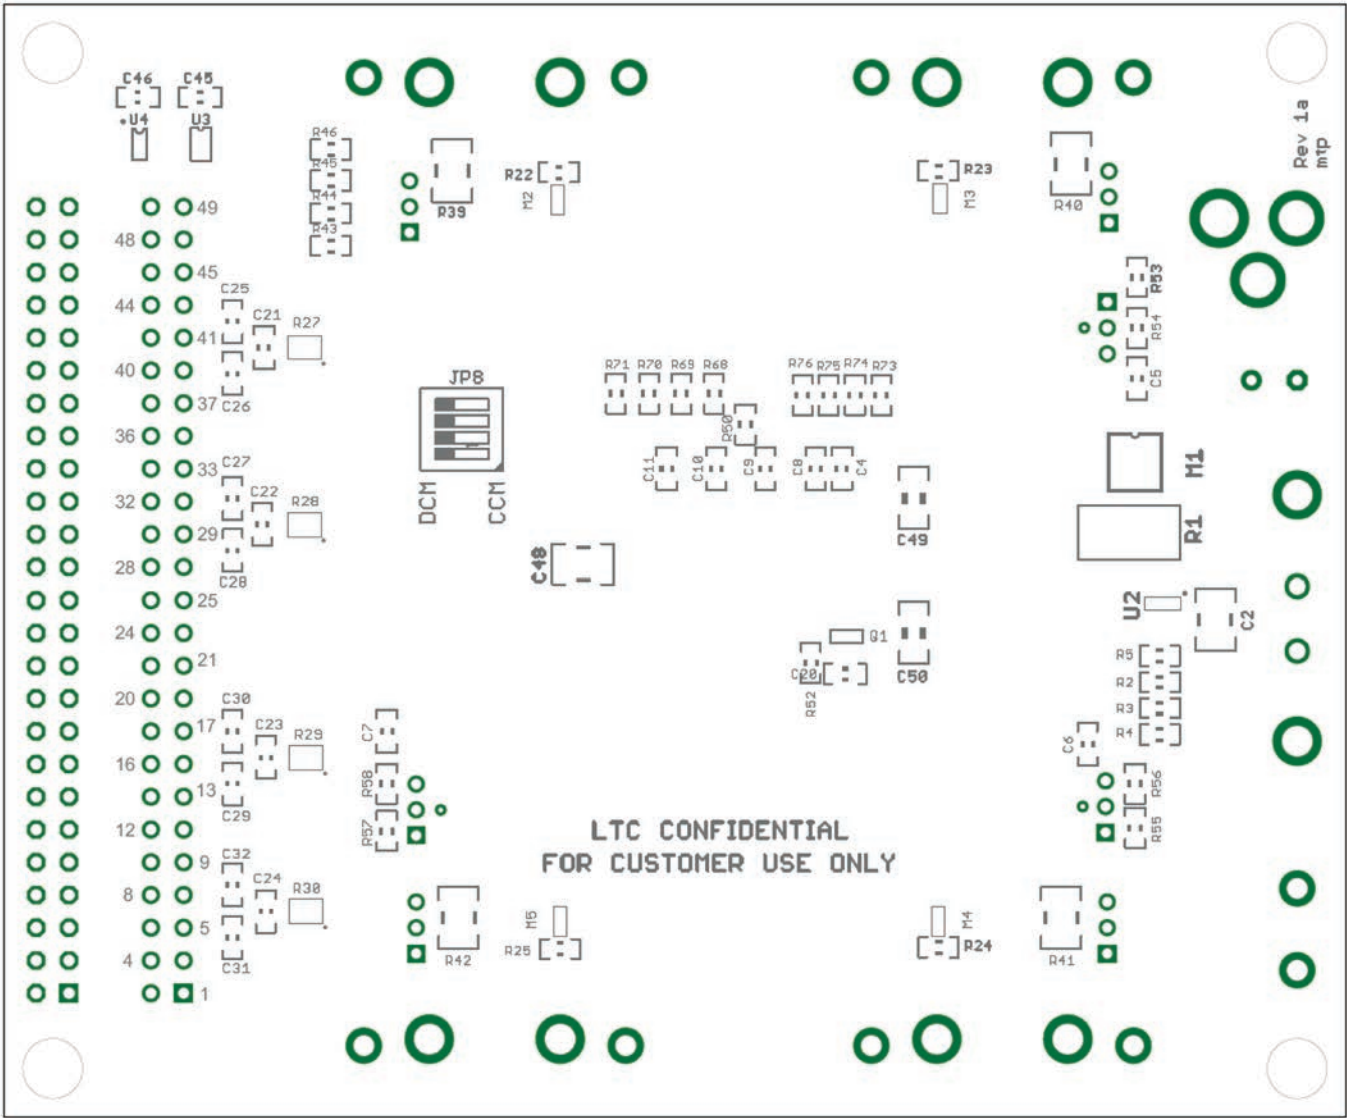 C46 C45
U4 U3
Rev 1a
mtp
R46
R45
R44
R43
R39
R22
M2
R23
M3
R40
49
48
45
44
41
40
37
36
33
32
29
28
25
24
21
20
17
16
13
12
9
8
5
4
1
C25
C21
R27
C26
R53
R54
C5
JP8
DCM
CCM
R71 R70 R69 R68
R76 R75 R74 R73
R50
C11
C10
C9
C8
C4
C27
C22
R28
C28
C49
C48
M1
R1
U2
C2
Q1
C20
R52
C50
R5
R2
R3
R4
C30
C23
R29
C29
C7
R58
R57
C6
R56
R55
LTC CONFIDENTIAL
FOR CUSTOMER USE ONLY
C32
C24
R30
C31
R42
M5
R25
M4
R24
R41